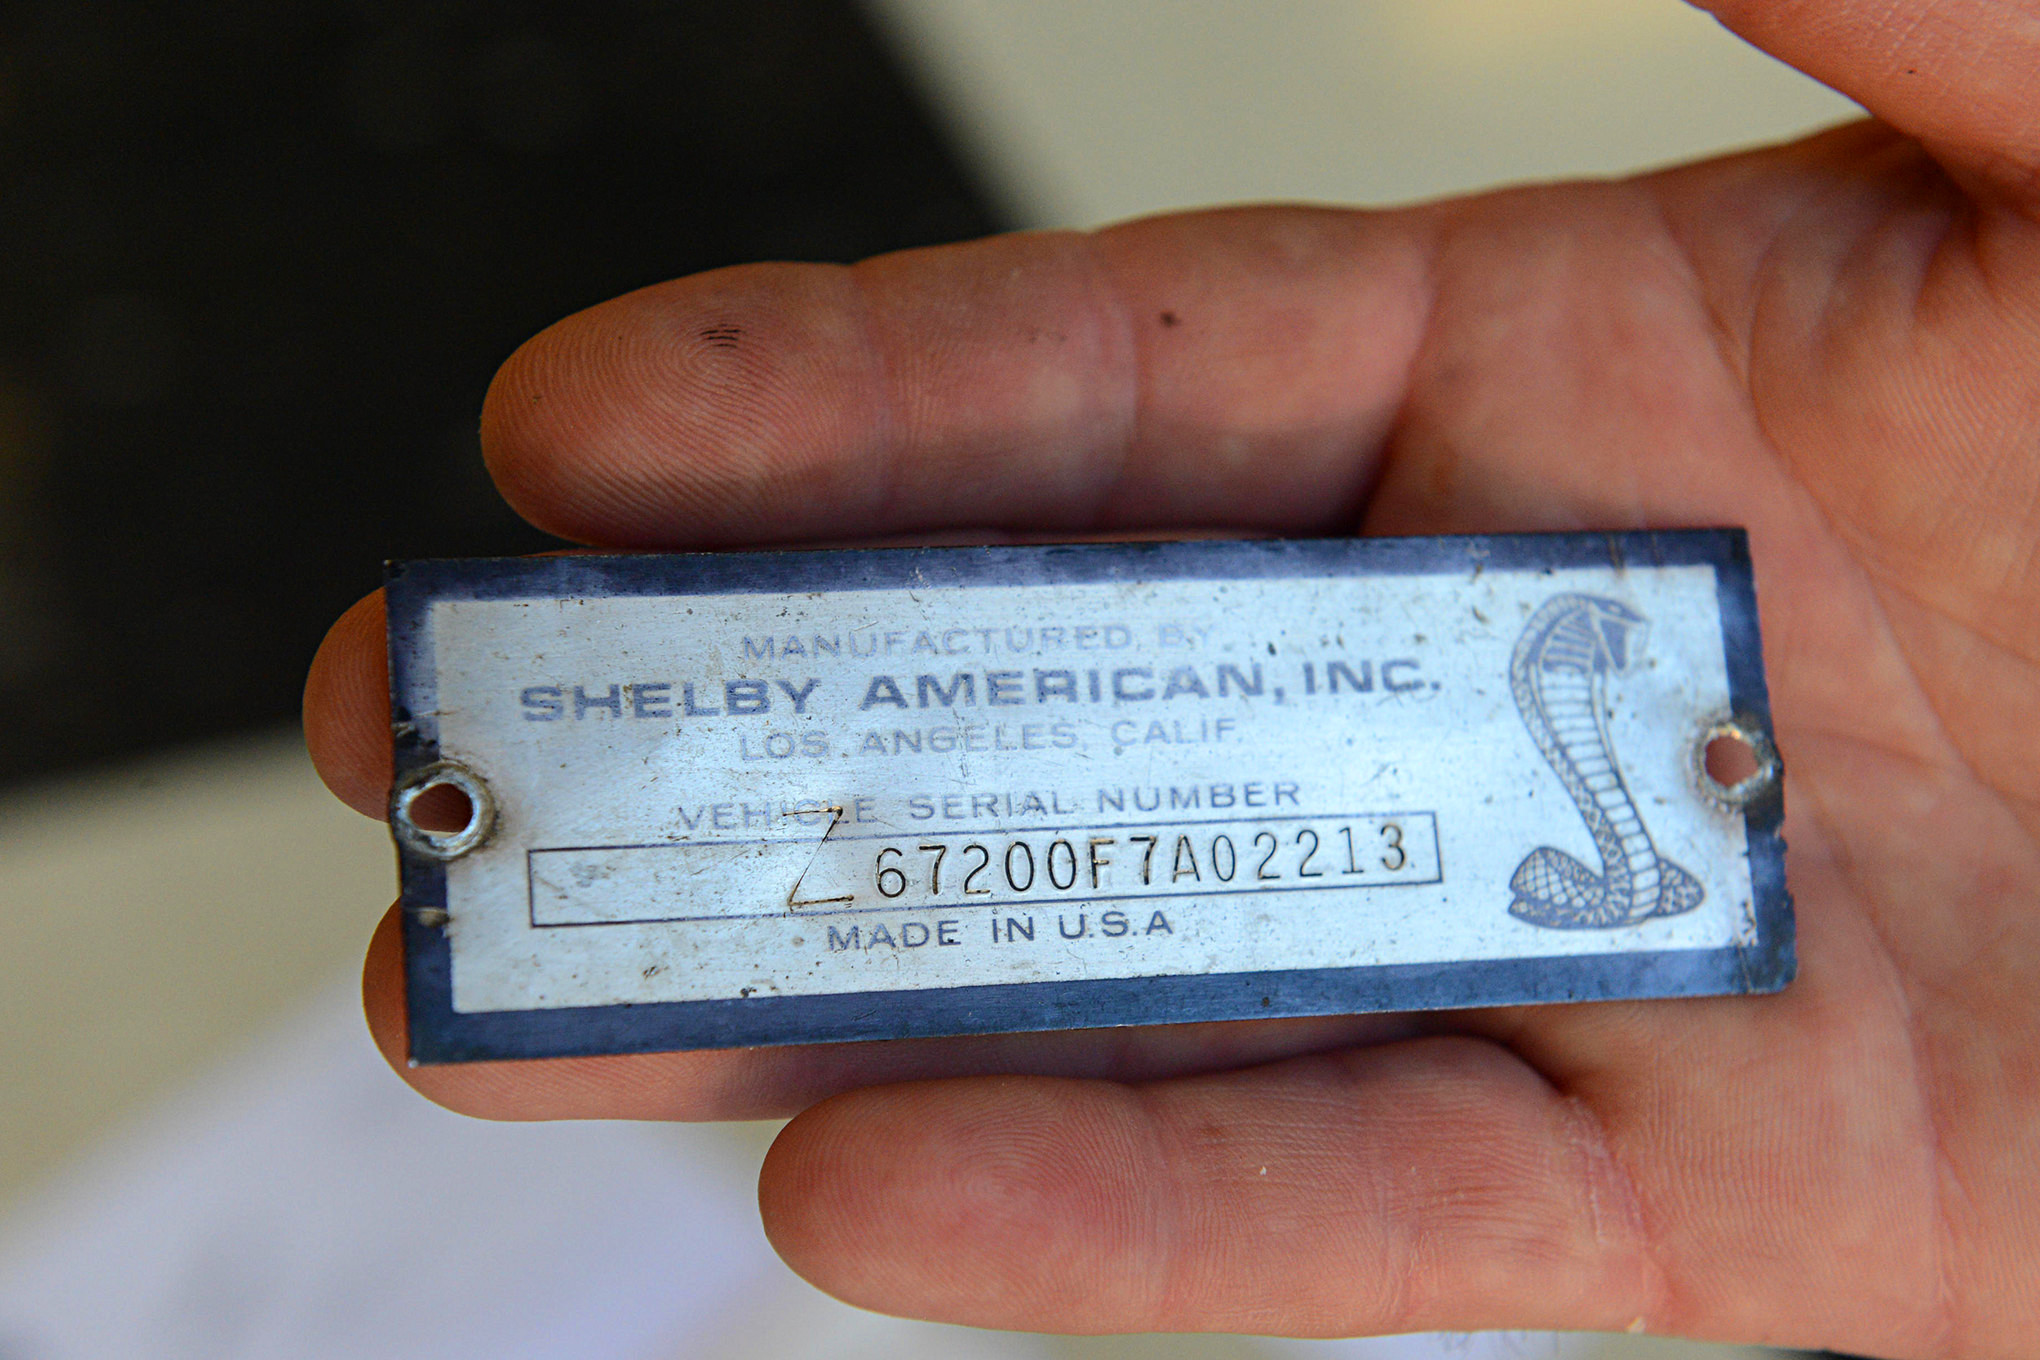 MANUFACTURED BY
SHELBY AMERICAN, INC.
LOS ANGELES, CALIF.
VEHICLE SERIAL NUMBER
Z 67200F7A02213
MADE IN U.S.A